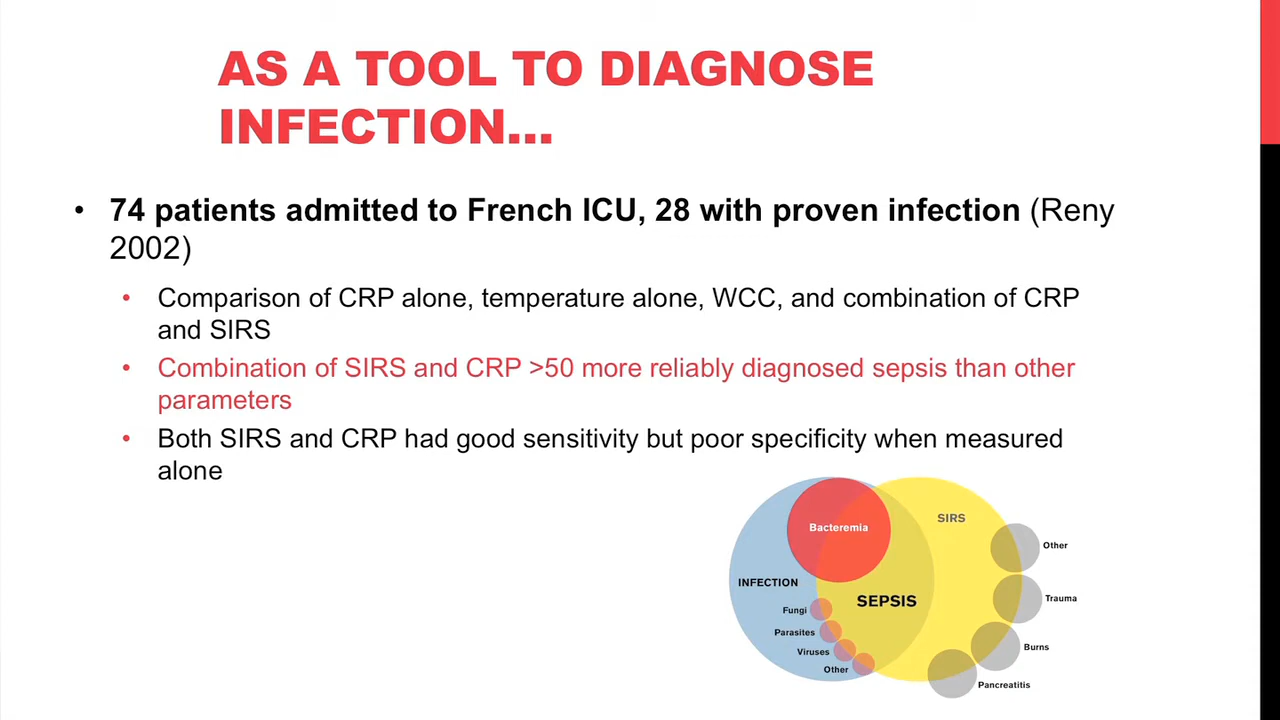 AS A TOOL TO DIAGNOSE
INFECTION...
• 74 patients admitted to French ICU, 28 with proven infection (Reny
2002)
• Comparison of CRP alone, temperature alone, WCC, and combination of CRP
and SIRS
• Combination of SIRS and CRP >50 more reliably diagnosed sepsis than other
parameters
• Both SIRS and CRP had good sensitivity but poor specificity when measured
alone
Bacteremia
SIRS
Other
INFECTION
SEPSIS
Trauma
Fungi
Parasites
Viruses
Other
Burns
Pancreatitis